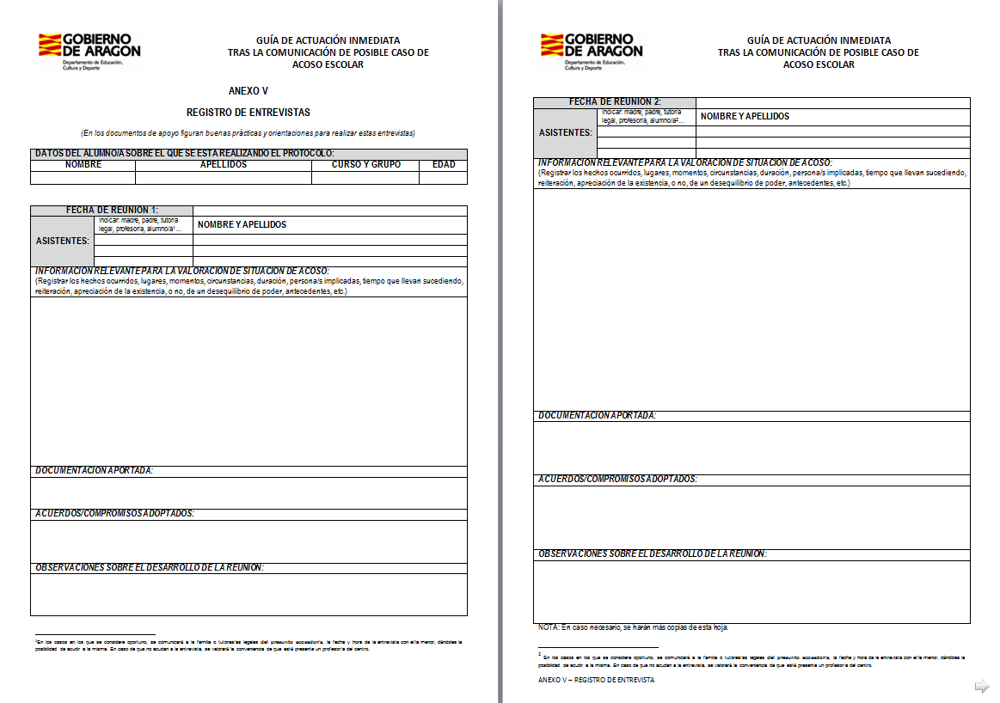 GOBIERNO
DE ARAGON
Departamento de Educación,
Cultura y Deporte
GUÍA DE ACTUACIÓN INMEDIATA
TRAS LA COMUNICACIÓN DE POSIBLE CASO DE
ACOSO ESCOLAR
ANEXO V
REGISTRO DE ENTREVISTAS
(En los documentos de apoyo figuran buenas prácticas y orientaciones para realizar estas entrevistas)
DATOS DEL ALUMNO/A SOBRE EL QUE SE ESTA REALIZANDO EL PROTOCOLO:
NOMBRE APELLIDOS CURSO Y GRUPO EDAD
FECHA DE REUNIÓN 1:
ASISTENTES:
Indicar: madre, padre, tutor/a
legal, profesor/a, alumno/a¹…
NOMBRE Y APELLIDOS
INFORMACIÓN RELEVANTE PARA LA VALORACIÓN DE SITUACIÓN DE ACOSO:
(Registrar los hechos ocurridos, lugares, momentos, circunstancias, duración, persona/s implicadas, tiempo que llevan sucediendo,
reiteración, apreciación de la existencia, o no, de un desequilibrio de poder, antecedentes, etc.)
DOCUMENTACIÓN APORTADA:
ACUERDOS/COMPROMISOS ADOPTADOS:
OBSERVACIONES SOBRE EL DESARROLLO DE LA REUNIÓN:
¹En los casos en los que se considere oportuno, se comunicará a la familia o tutores/as legales del presunto acosador/a, la fecha y hora de la entrevista con el/la menor, dándoles la
posibilidad de acudir a la misma. En caso de que no acudan a la entrevista, se valorará la conveniencia de que esté presente un profesor/a del centro.
GOBIERNO
DE ARAGON
Departamento de Educación,
Cultura y Deporte
GUÍA DE ACTUACIÓN INMEDIATA
TRAS LA COMUNICACIÓN DE POSIBLE CASO DE
ACOSO ESCOLAR
FECHA DE REUNIÓN 2:
ASISTENTES:
Indicar: madre, padre, tutor/a
legal, profesor/a, alumno/a²…
NOMBRE Y APELLIDOS
INFORMACIÓN RELEVANTE PARA LA VALORACIÓN DE SITUACIÓN DE ACOSO:
(Registrar los hechos ocurridos, lugares, momentos, circunstancias, duración, persona/s implicadas, tiempo que llevan sucediendo,
reiteración, apreciación de la existencia, o no, de un desequilibrio de poder, antecedentes, etc.)
DOCUMENTACIÓN APORTADA:
ACUERDOS/COMPROMISOS ADOPTADOS:
OBSERVACIONES SOBRE EL DESARROLLO DE LA REUNIÓN:
NOTA: En caso necesario, se harán más copias de esta hoja.
² En los casos en los que se considere oportuno, se comunicará a la familia o tutores/as legales del presunto acosador/a, la fecha y hora de la entrevista con el/la menor, dándoles la
posibilidad de acudir a la misma. En caso de que no acudan a la entrevista, se valorará la conveniencia de que esté presente un profesor/a del centro.
ANEXO V – REGISTRO DE ENTREVISTA